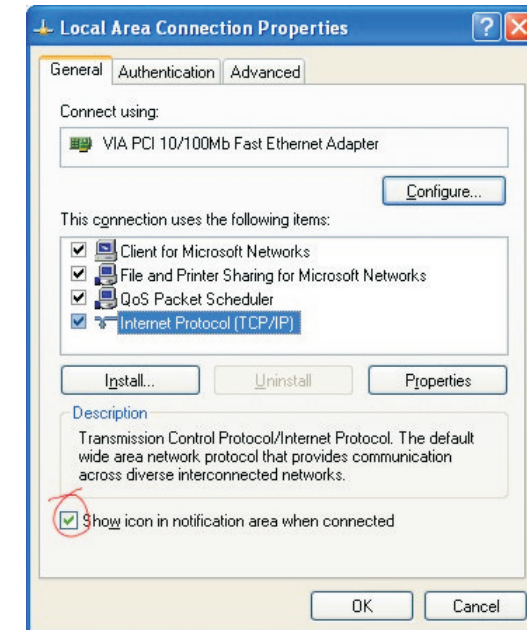 Local Area Connection Properties
General Authentication Advanced
Connect using:
VIA PCI 10/100Mb Fast Ethernet Adapter
Configure...
This connection uses the following items:
Client for Microsoft Networks
File and Printer Sharing for Microsoft Networks
QoS Packet Scheduler
Internet Protocol (TCP/IP)
Install... Uninstall Properties
Description
Transmission Control Protocol/Internet Protocol. The default
wide area network protocol that provides communication
across diverse interconnected networks.
Show icon in notification area when connected
OK Cancel